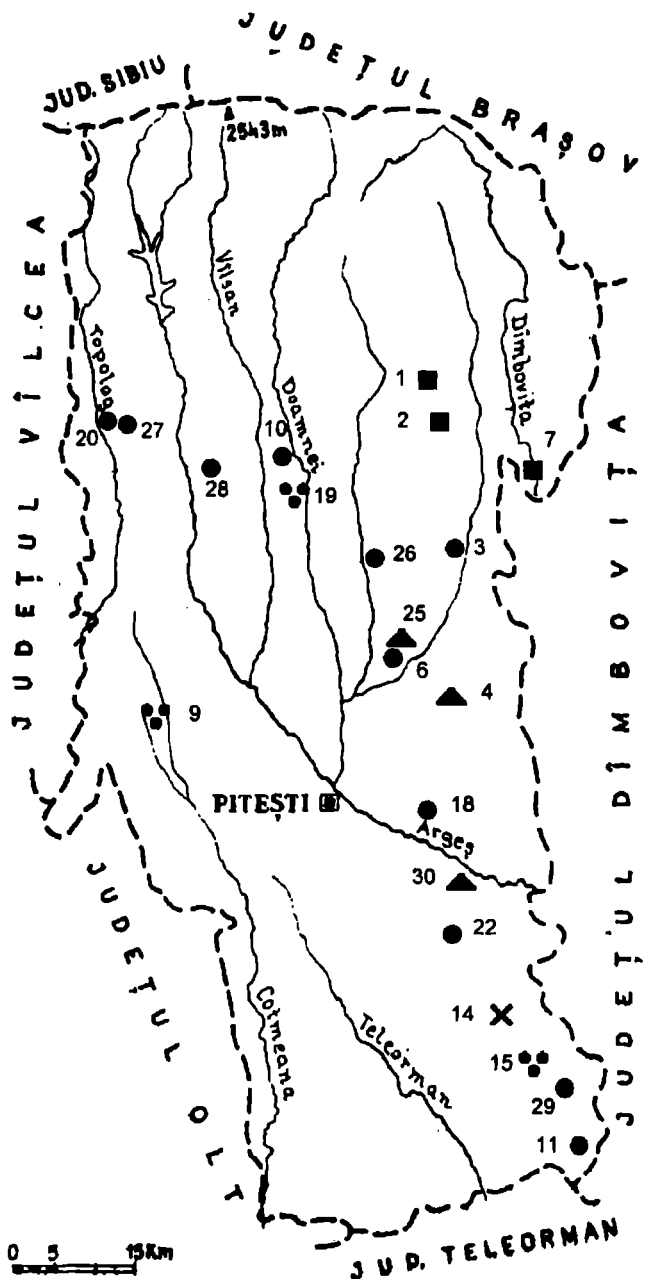 JUDEȚUL BRAȘOV
JUD. SIBIU
2543m
JUDEȚUL VÎLCEA
Vîlsan
Topolog
Dîmbovița
Doamnei
1
2
10
7
20
27
28
19
26
3
25
6
4
9
PITEȘTI
18
Argeș
30
22
JUDEȚUL DÎMBOVIȚA
JUDEȚUL OLT
Cotmeana
Teleorman
14
15
29
11
0 5 15Km
JUD. TELEORMAN